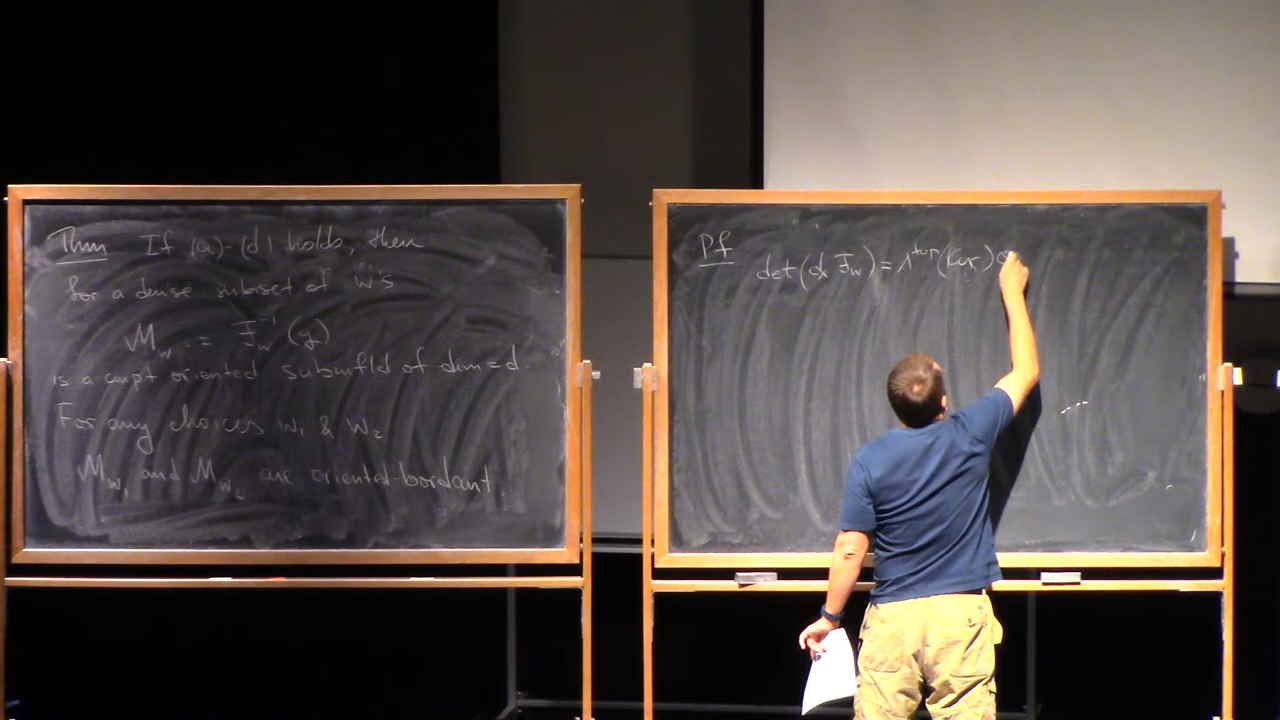 Thm If (a)-(d) holds, then
for a dense subset of w's
M_w := F_w^{-1}(y)
is a cmpt oriented submfld of dim = d.
For any choices w_1 & w_2
M_{w_1} and M_{w_2} are oriented-bordant.
Pf
det(d F_w) = Λ^{top}(Ker) ⊗